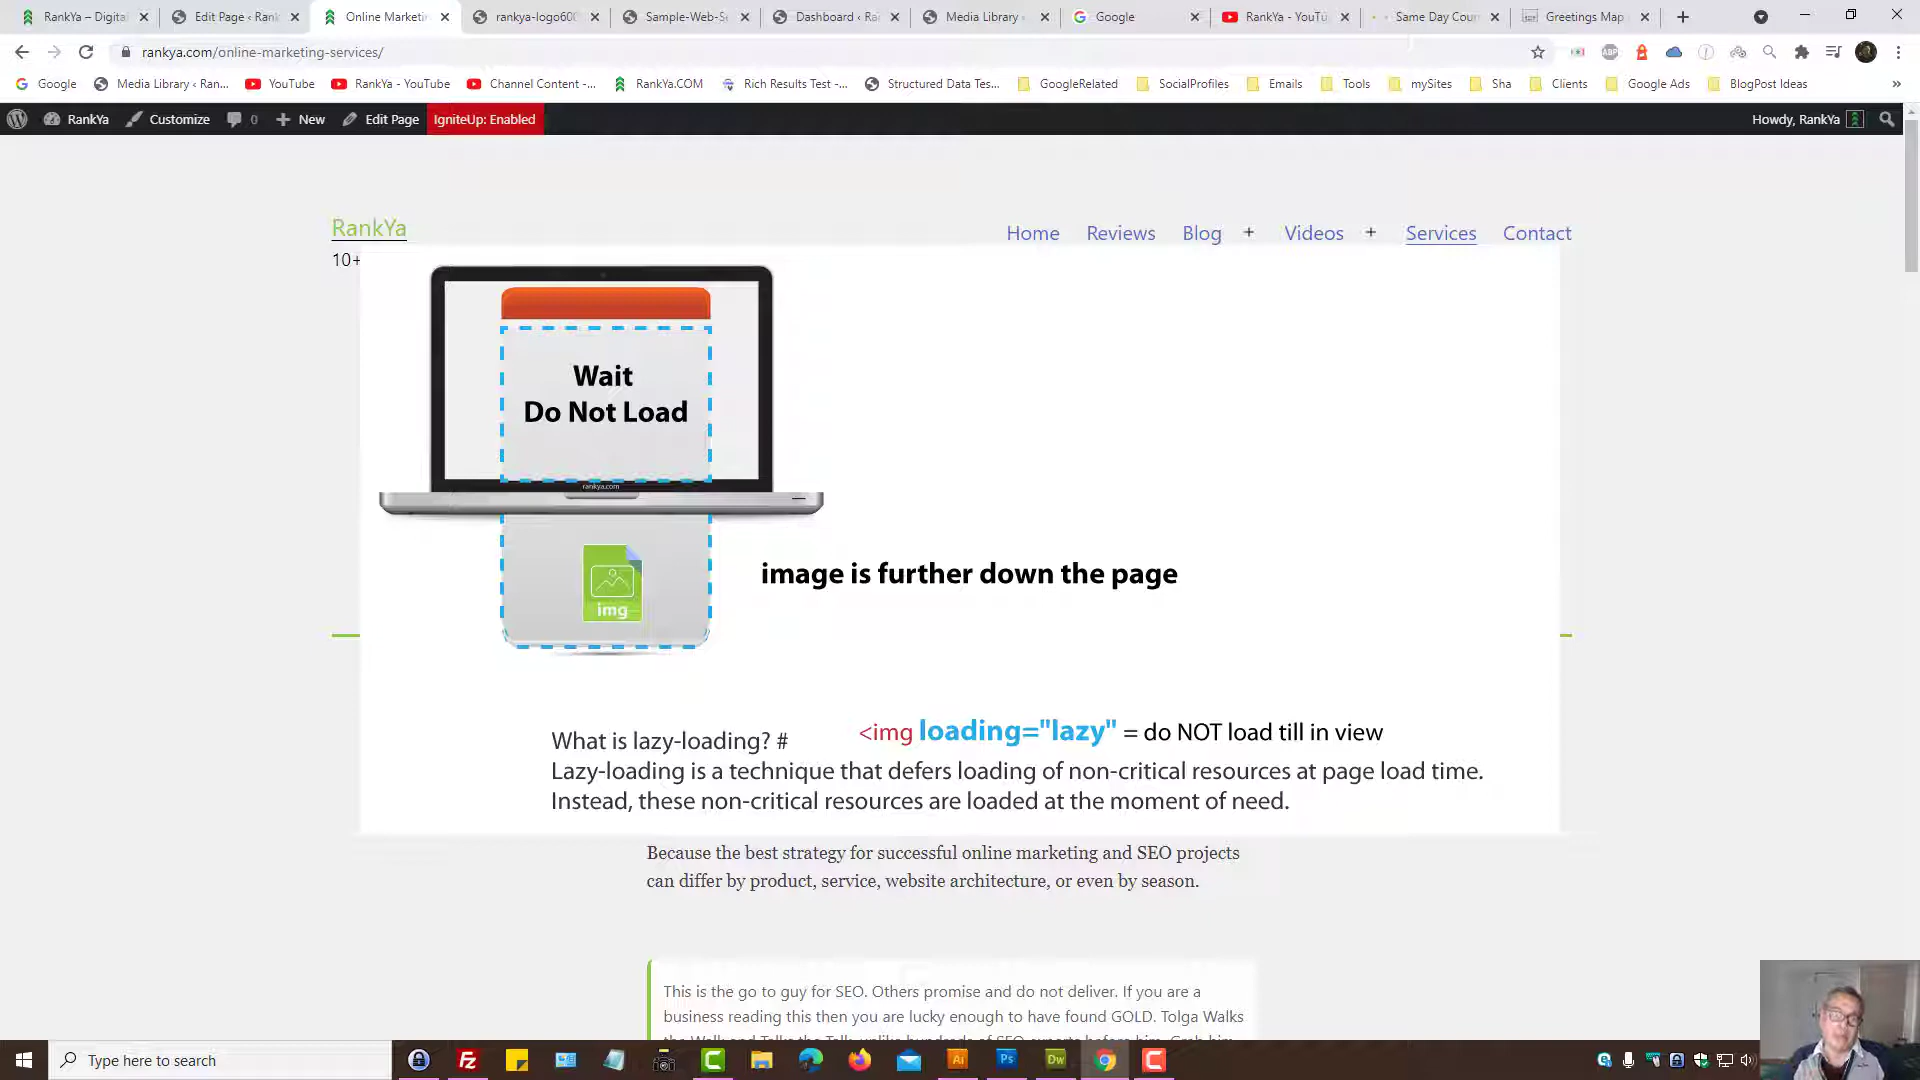 RankYa – Digital
Edit Page ‹ Rank
Online Marketin
rankya-logo600
Sample-Web-S
Dashboard ‹ Ra
Media Library ‹
Google
RankYa - YouTu
Same Day Cour
Greetings Map
rankya.com/online-marketing-services/
ABP
Google
Media Library ‹ Ran...
YouTube
RankYa - YouTube
Channel Content -...
RankYa.COM
Rich Results Test -...
Structured Data Tes...
GoogleRelated
SocialProfiles
Emails
Tools
mySites
Sha
Clients
Google Ads
BlogPost Ideas
»
RankYa
Customize
0
New
Edit Page
IgniteUp: Enabled
Howdy, RankYa
RankYa
Home
Reviews
Blog +
Videos +
Services
Contact
10+
Wait
Do Not Load
rankya.com
img
image is further down the page
<img loading="lazy" = do NOT load till in view
What is lazy-loading? #
Lazy-loading is a technique that defers loading of non-critical resources at page load time.
Instead, these non-critical resources are loaded at the moment of need.
Because the best strategy for successful online marketing and SEO projects
can differ by product, service, website architecture, or even by season.
This is the go to guy for SEO. Others promise and do not deliver. If you are a
business reading this then you are lucky enough to have found GOLD. Tolga Walks
Type here to search
Fz
Ai
Ps
Dw